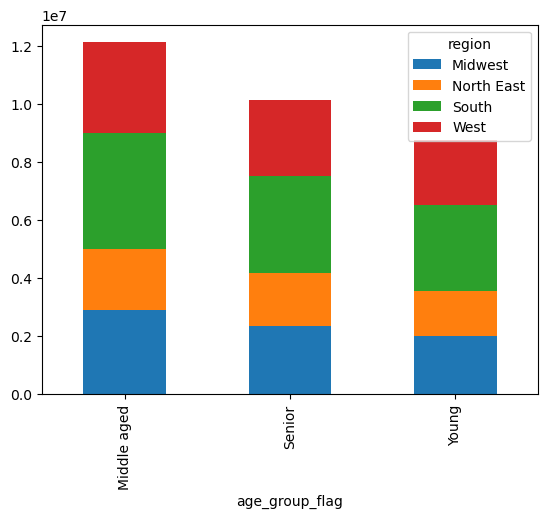 1e7
1.2
1.0
0.8
0.6
0.4
0.2
0.0
region
Midwest
North East
South
West
Middle aged
Senior
Young
age_group_flag